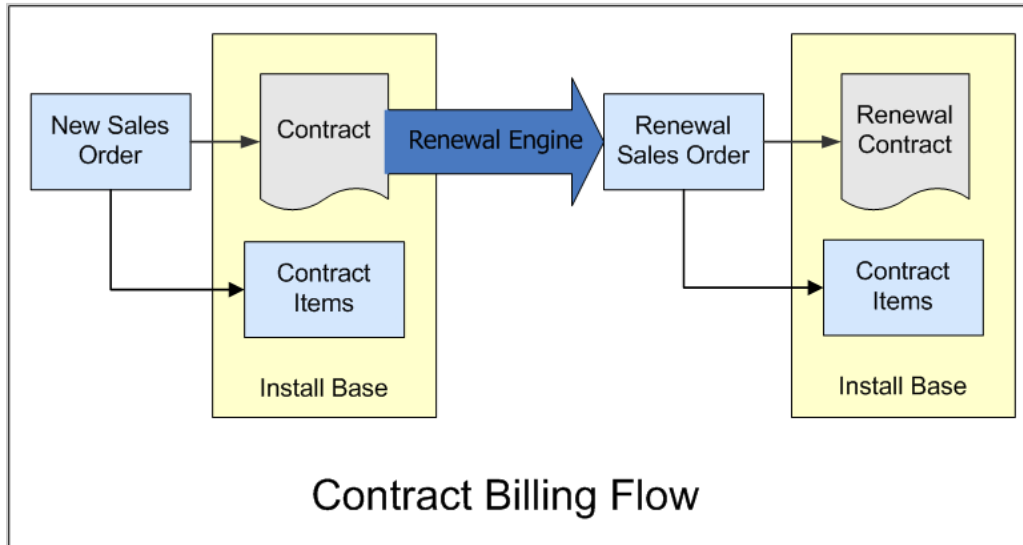 New Sales
Order
Contract
Renewal Engine
Renewal
Sales Order
Renewal
Contract
Contract
Items
Contract
Items
Install Base
Install Base
Contract Billing Flow